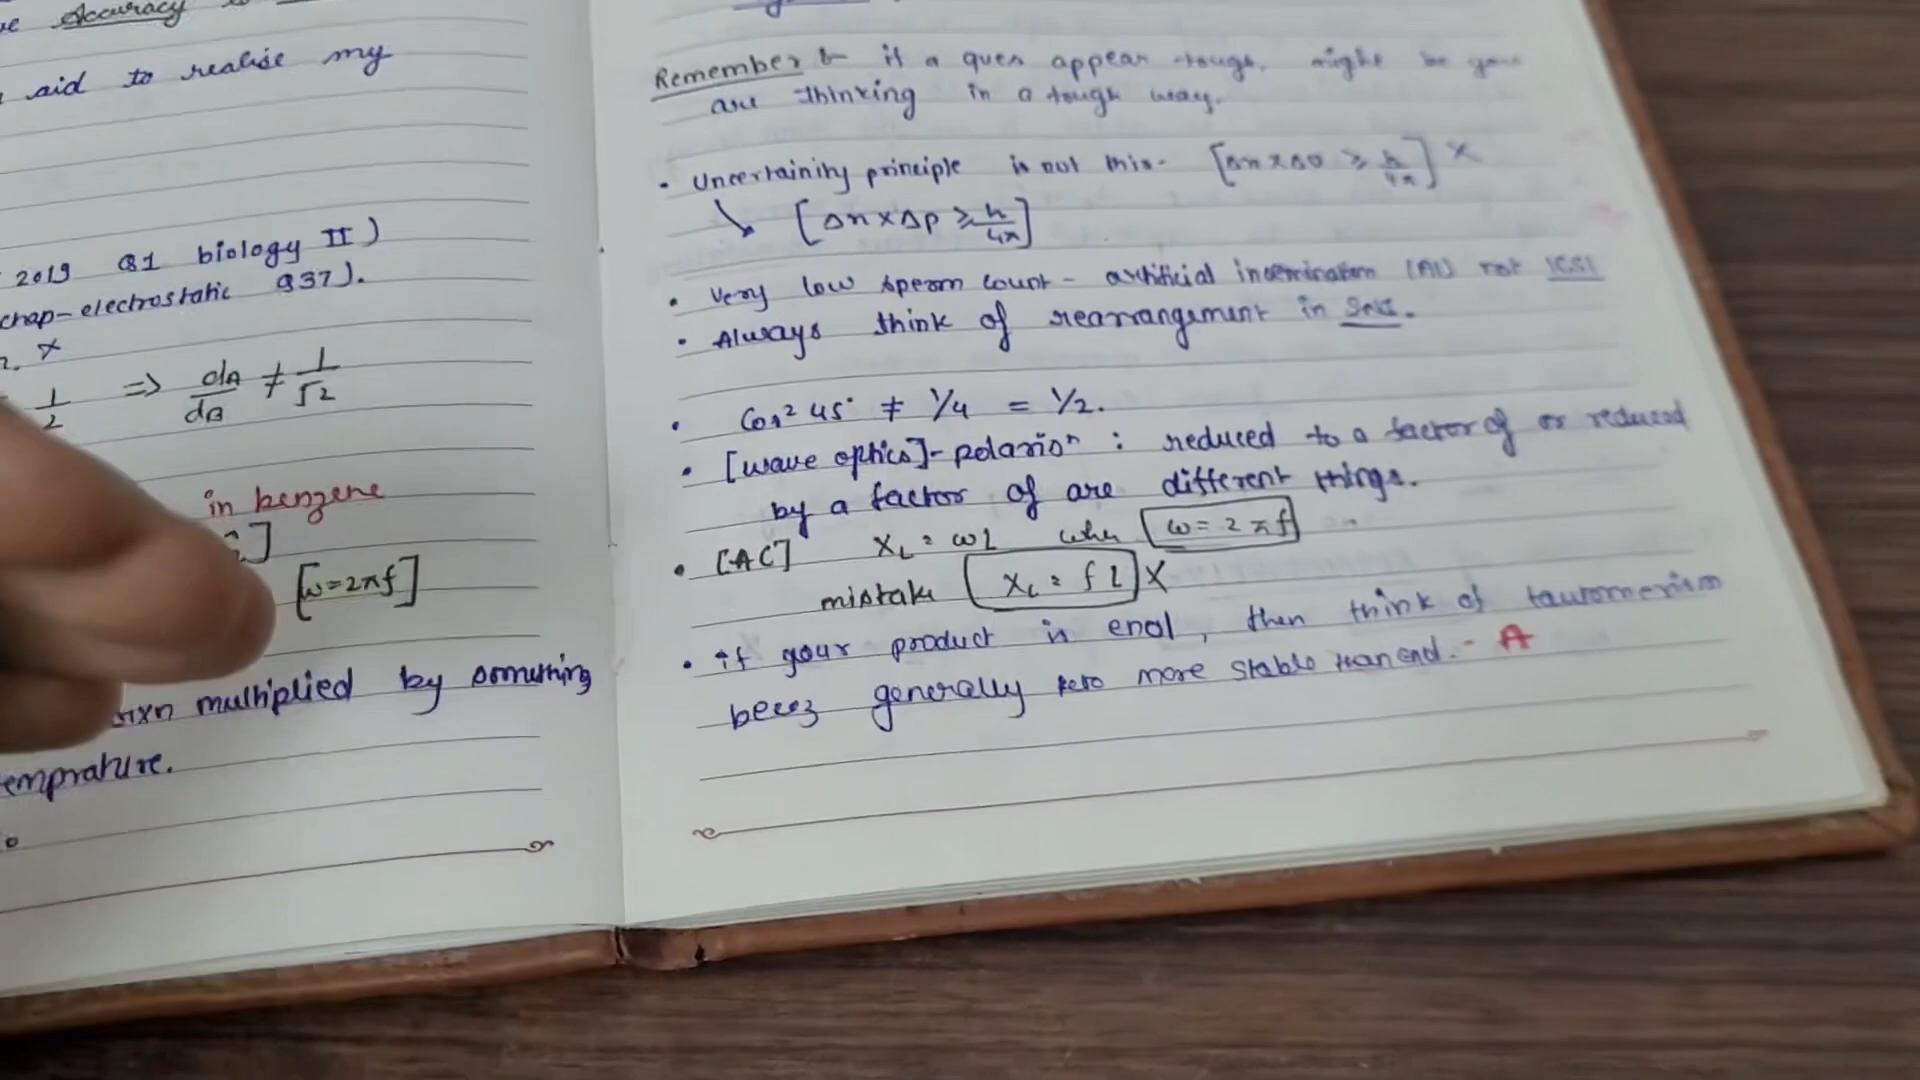 Accuracy
aid to realise my
2019 Q1 biology II)
chap-electrostatic Q37).
x
1/2 => dA/dB ≠ 1/√2
in benzene
]
[ω=2πf]
multiplied by something
emprature.
Remember :- if a ques appear tough, might be you
are thinking in a tough way.
• Uncertainity principle is not this- [Δx×Δv ≥ h/4π] X
↘ [Δx×Δp ≥ h/4π]
• Very low sperm count - artificial insemination (AI) not ICSI
• Always think of rearrangement in SN1.
• Cos² 45° ≠ 1/4 = 1/2.
• [wave optics]- polarioⁿ : reduced to a factor of or reduced
by a factor of are different things.
• [AC] XL = ωL when [ω = 2πf]
mistake [XL = fL] X
• if your product is enol, then think of tautomerism
becoz generally keto more stable than enol. - A